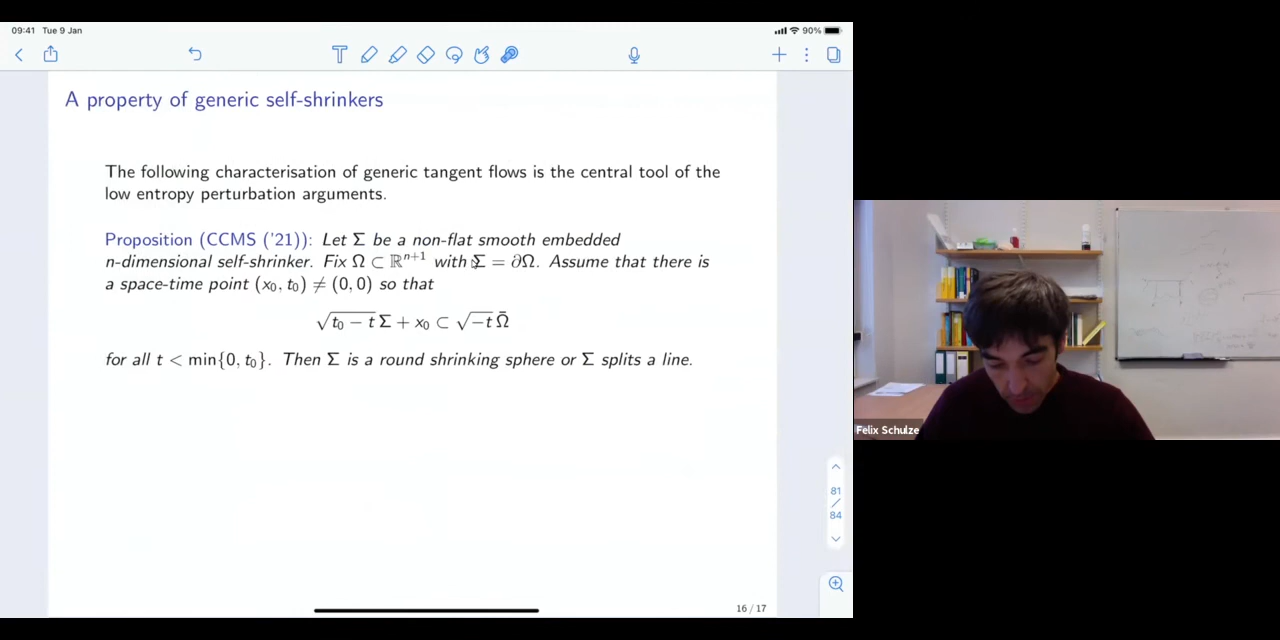 09:41 Tue 9 Jan
90%
A property of generic self-shrinkers
The following characterisation of generic tangent flows is the central tool of the
low entropy perturbation arguments.
Proposition (CCMS ('21)): Let Σ be a non-flat smooth embedded
n-dimensional self-shrinker. Fix Ω ⊂ ℝⁿ⁺¹ with Σ = ∂Ω. Assume that there is
a space-time point (x₀, t₀) ≠ (0, 0) so that
√(t₀ − t) Σ + x₀ ⊂ √(−t) Ω̄
for all t < min{0, t₀}. Then Σ is a round shrinking sphere or Σ splits a line.
81
/
84
16 / 17
Felix Schulze